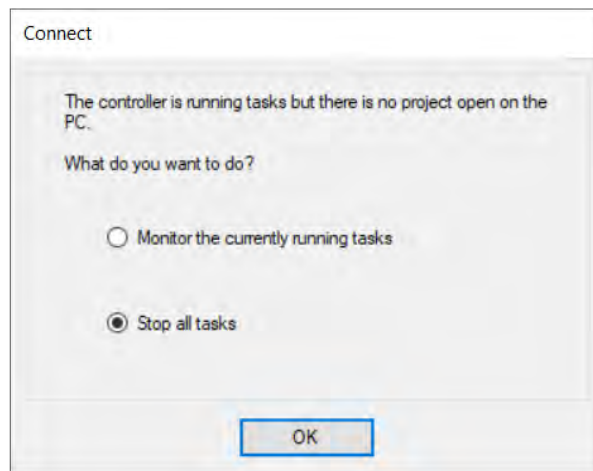 Connect
The controller is running tasks but there is no project open on the
PC.
What do you want to do?
Monitor the currently running tasks
Stop all tasks
OK